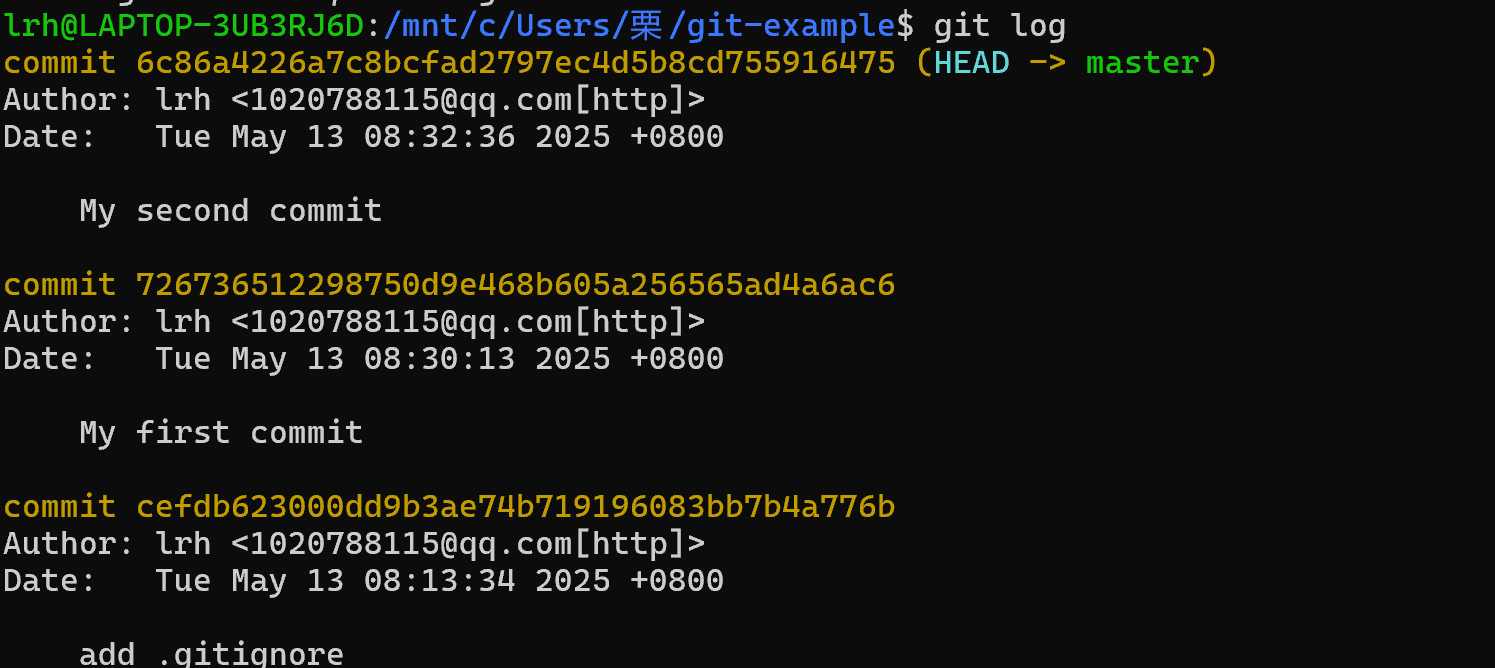 lrh@LAPTOP-3UB3RJ6D:/mnt/c/Users/栗/git-example$ git log
commit 6c86a4226a7c8bcfad2797ec4d5b8cd755916475 (HEAD -> master)
Author: lrh <1020788115@qq.com[http]>
Date:   Tue May 13 08:32:36 2025 +0800
My second commit
commit 726736512298750d9e468b605a256565ad4a6ac6
Author: lrh <1020788115@qq.com[http]>
Date:   Tue May 13 08:30:13 2025 +0800
My first commit
commit cefdb623000dd9b3ae74b719196083bb7b4a776b
Author: lrh <1020788115@qq.com[http]>
Date:   Tue May 13 08:13:34 2025 +0800
add .gitignore